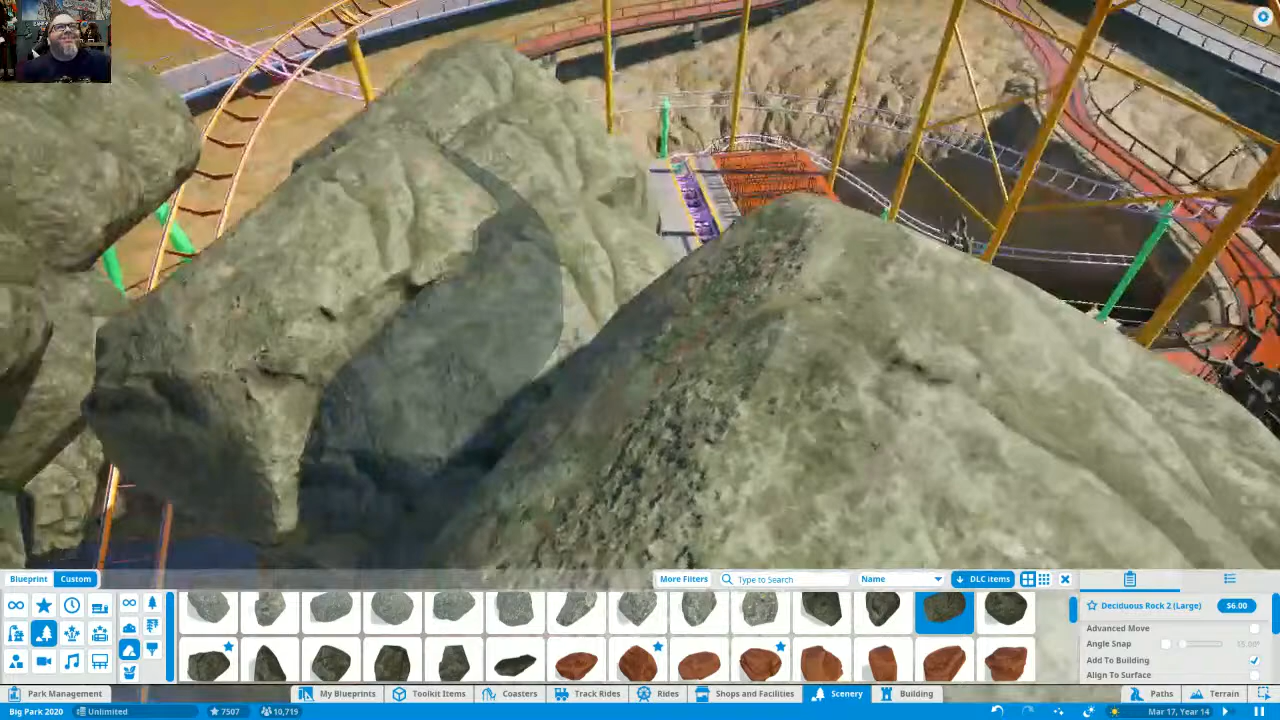 Blueprint Custom More Filters Type to Search Name DLC items
Deciduous Rock 2 (Large) $6.00
Advanced Move
Angle Snap 15.00°
Add To Building
Align To Surface
Park Management My Blueprints Toolkit Items Coasters Track Rides Rides Shops and Facilities Scenery Building Paths Terrain
Big Park 2020 Unlimited 7507 10,719 Mar 17, Year 14